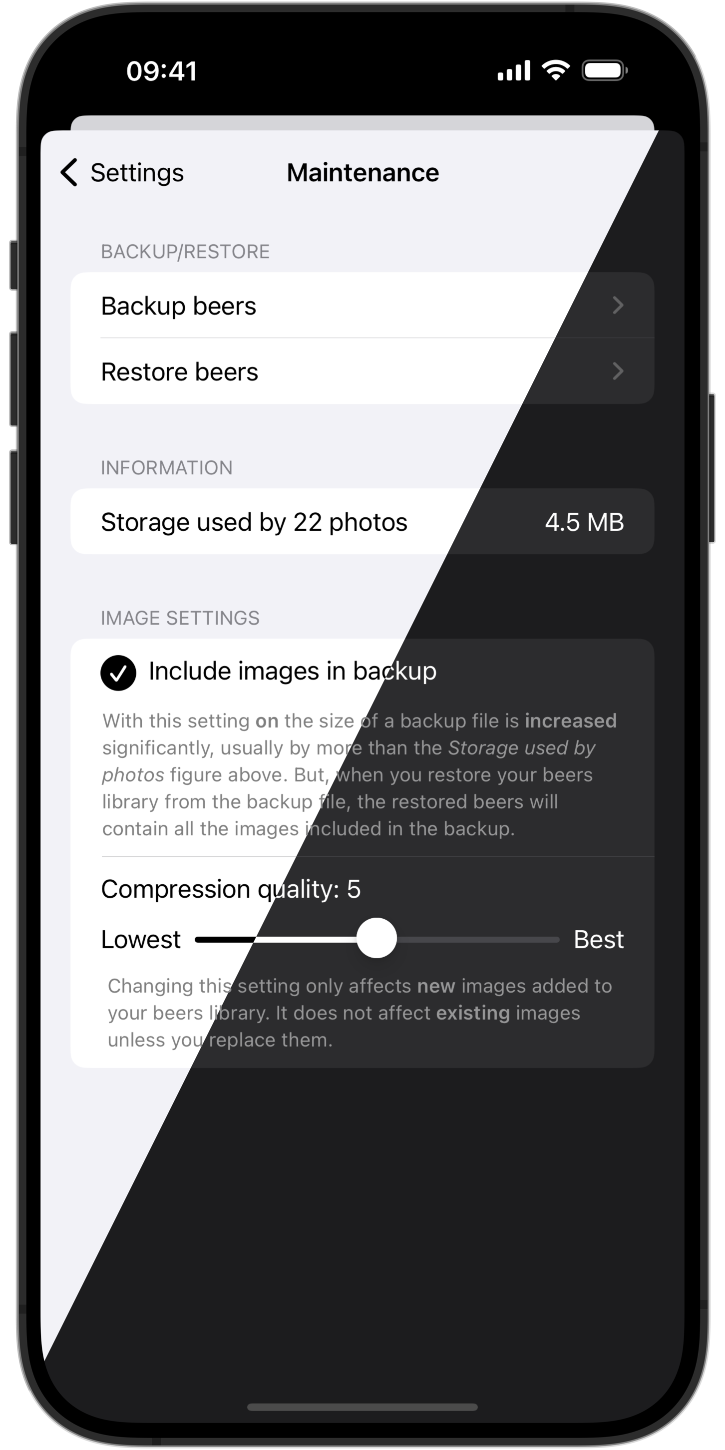 09:41
Settings
Maintenance
BACKUP/RESTORE
Backup beers
Restore beers
INFORMATION
Storage used by 22 photos 4.5 MB
IMAGE SETTINGS
Include images in backup
With this setting on the size of a backup file is increased
significantly, usually by more than the Storage used by
photos figure above. But, when you restore your beers
library from the backup file, the restored beers will
contain all the images included in the backup.
Compression quality: 5
Lowest Best
Changing this setting only affects new images added to
your beers library. It does not affect existing images
unless you replace them.